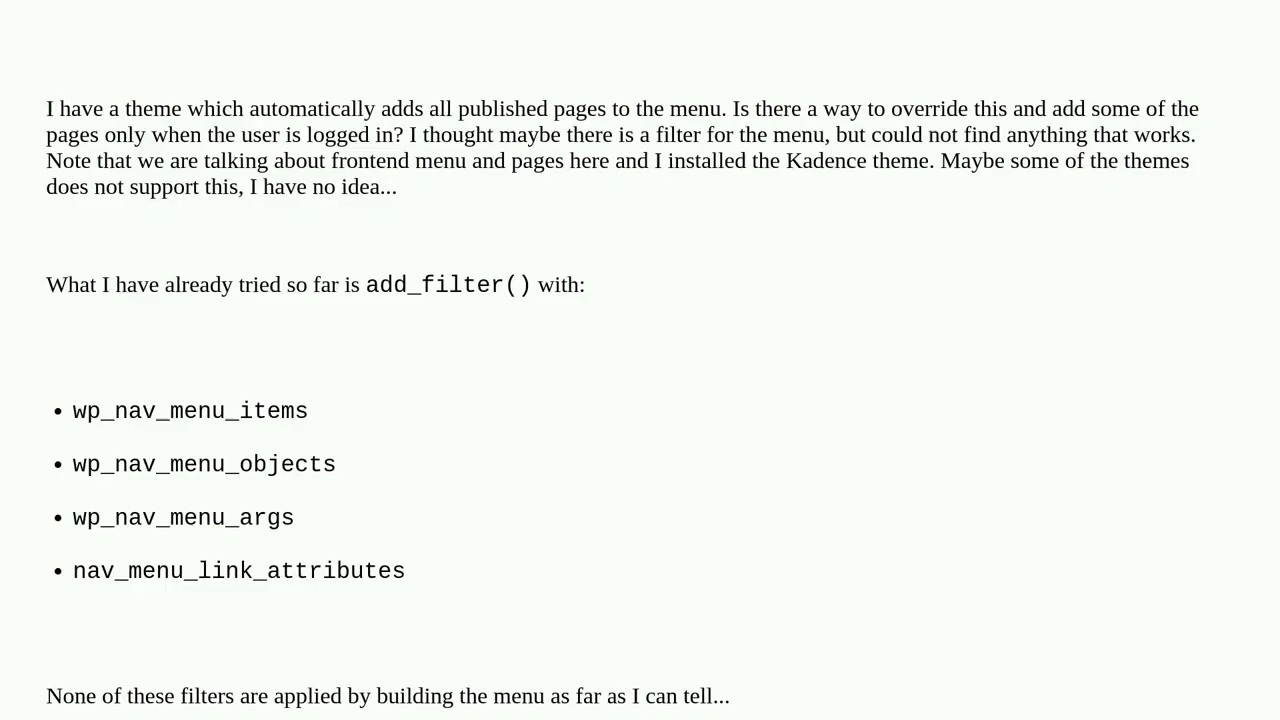 I have a theme which automatically adds all published pages to the menu. Is there a way to override this and add some of the
pages only when the user is logged in? I thought maybe there is a filter for the menu, but could not find anything that works.
Note that we are talking about frontend menu and pages here and I installed the Kadence theme. Maybe some of the themes
does not support this, I have no idea...
What I have already tried so far is add_filter() with:
• wp_nav_menu_items
• wp_nav_menu_objects
• wp_nav_menu_args
• nav_menu_link_attributes
None of these filters are applied by building the menu as far as I can tell...